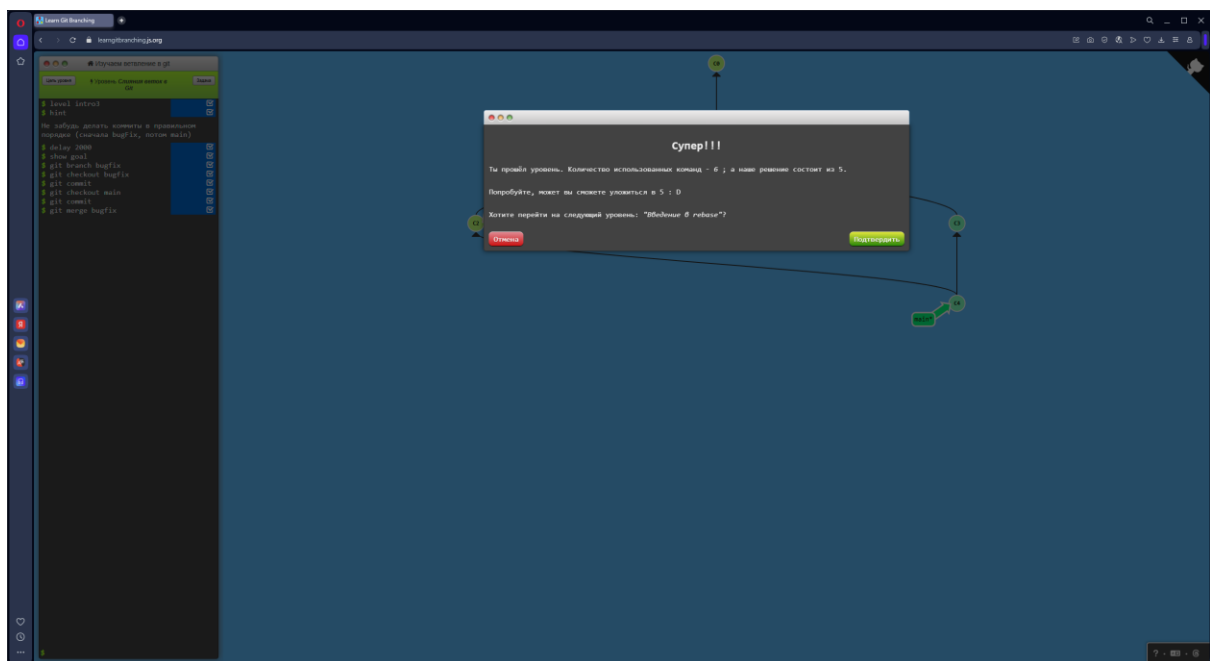 Learn Git Branching
learngitbranching.js.org
Изучаем ветвление в git
Цель уровня
Уровень Слияния веток в Git
Задача
$ level intro3
$ hint
Не забудь делать коммиты в правильном
порядке (сначала bugFix, потом main)
$ delay 2000
$ show goal
$ git branch bugfix
$ git checkout bugfix
$ git commit
$ git checkout main
$ git commit
$ git merge bugfix
$
C0
Супер!!!
Ты прошёл уровень. Количество использованных команд - 6 ; а наше решение состоит из 5.
Попробуйте, может вы сможете уложиться в 5 : D
Хотите перейти на следующий уровень: "Введение в rebase"?
Отмена
Подтвердить
C2
C3
main*